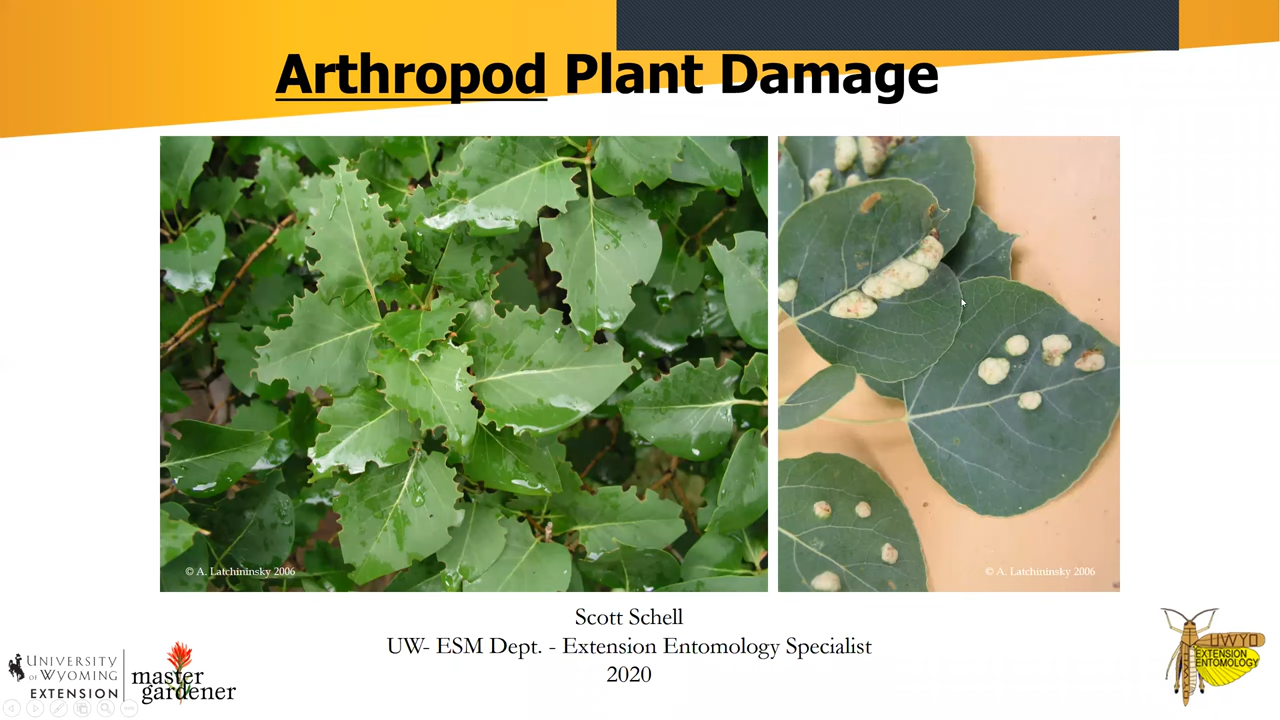 Arthropod Plant Damage
© A. Latchininsky 2006
© A. Latchininsky 2006
Scott Schell
UW- ESM Dept. - Extension Entomology Specialist
2020
UNIVERSITY
OF WYOMING
EXTENSION
master
gardener
UWYO
EXTENSION
ENTOMOLOGY